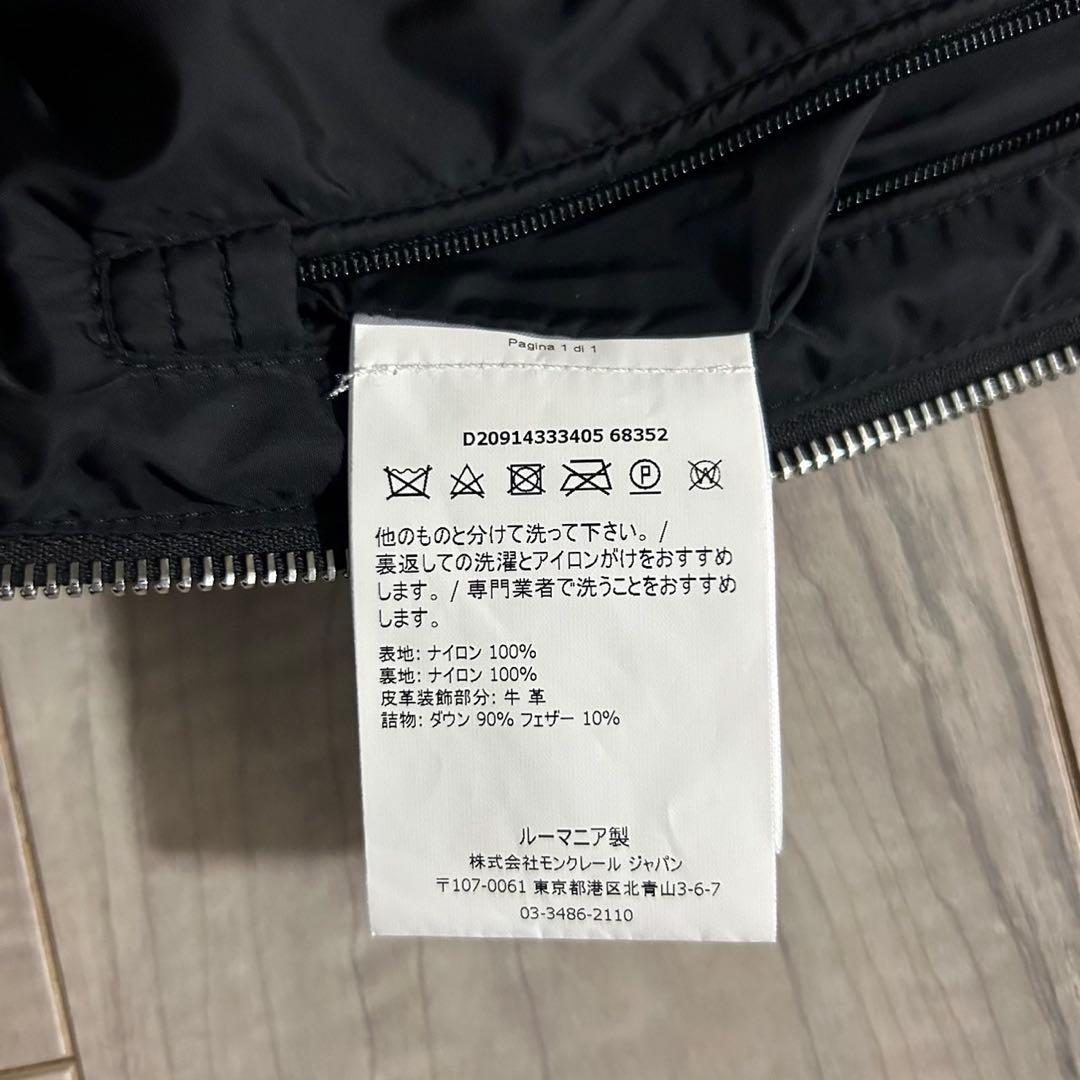 Pagina 1 di 1
D20914333405 68352
P
W
他のものと分けて洗って下さい。/
裏返しての洗濯とアイロンがけをおすすめ
します。/ 専門業者で洗うことをおすすめ
します。
表地: ナイロン 100%
裏地: ナイロン 100%
皮革装飾部分: 牛 革
詰物: ダウン 90% フェザー 10%
ルーマニア製
株式会社モンクレール ジャパン
〒107-0061 東京都港区北青山3-6-7
03-3486-2110